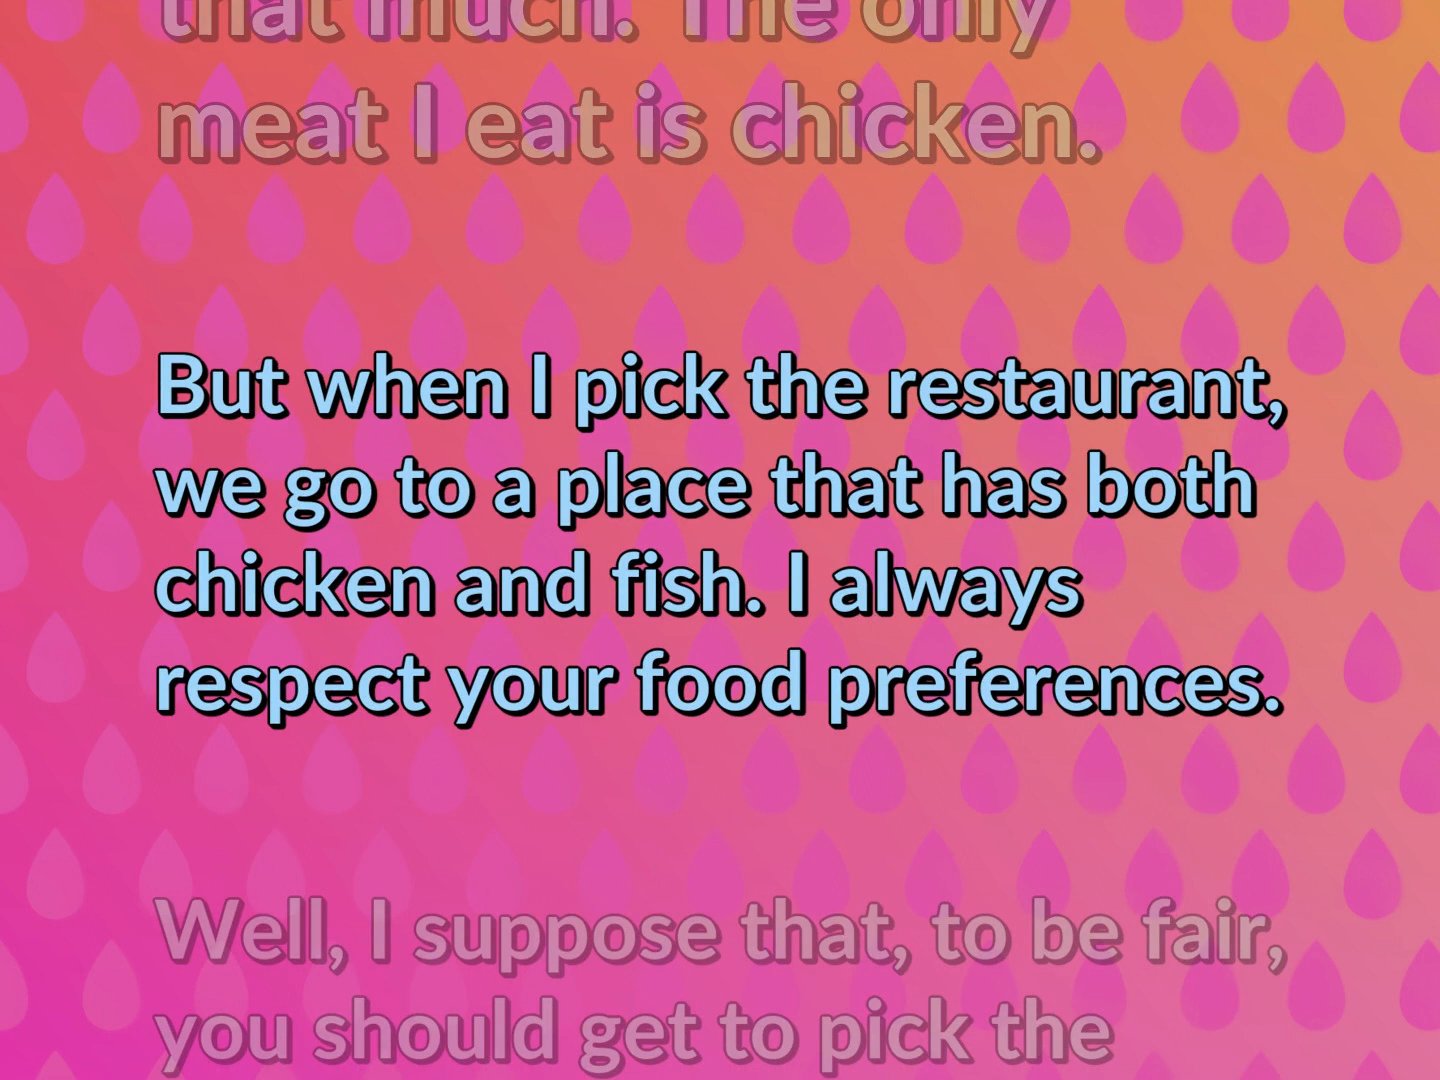 that much. The only
meat I eat is chicken.
But when I pick the restaurant,
we go to a place that has both
chicken and fish. I always
respect your food preferences.
Well, I suppose that, to be fair,
you should get to pick the